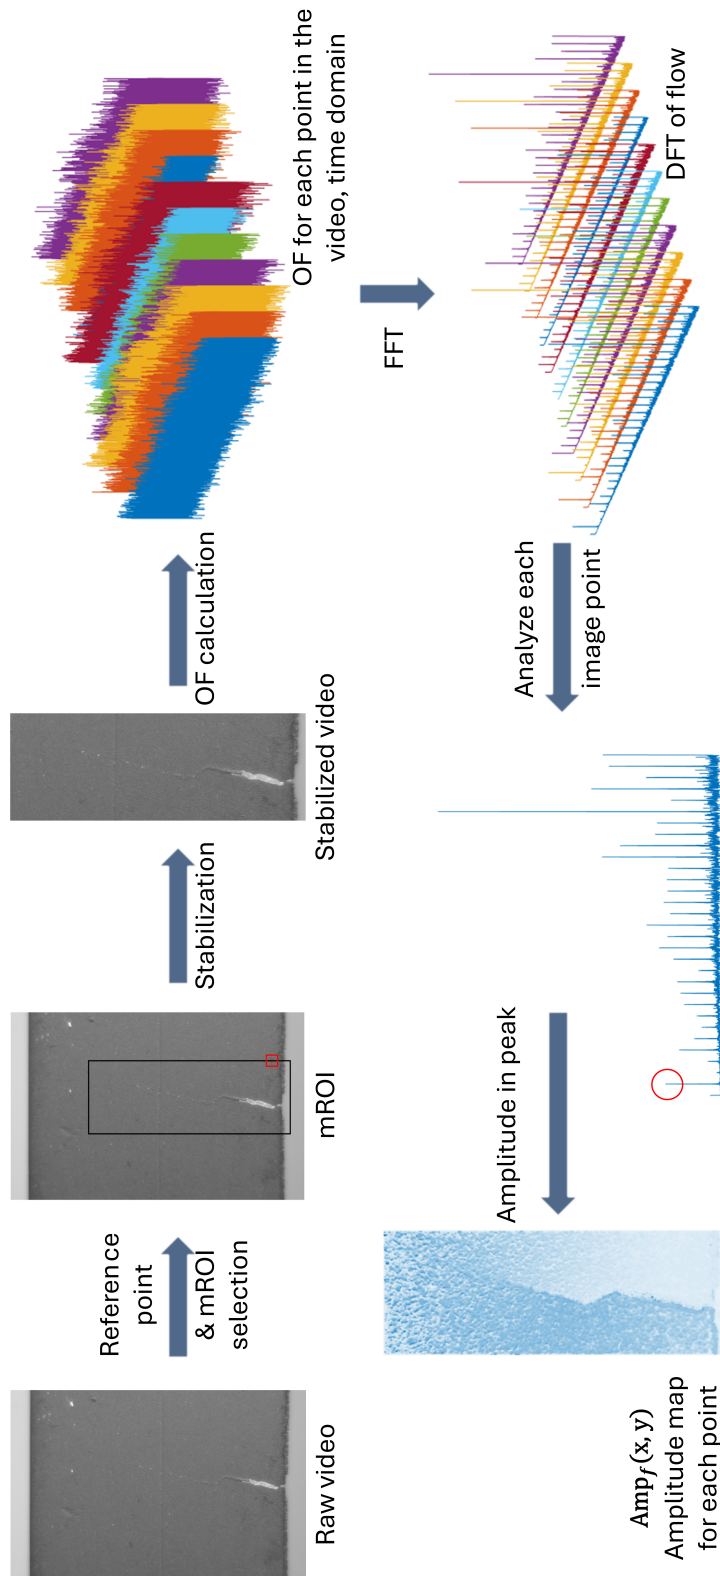 Raw video
Reference
point
& mROI
selection
mROI
Stabilization
Stabilized video
OF calculation
OF for each point in the
video, time domain
FFT
DFT of flow
Analyze each
image point
Amplitude in peak
Amp_f(x, y)
Amplitude map
for each point